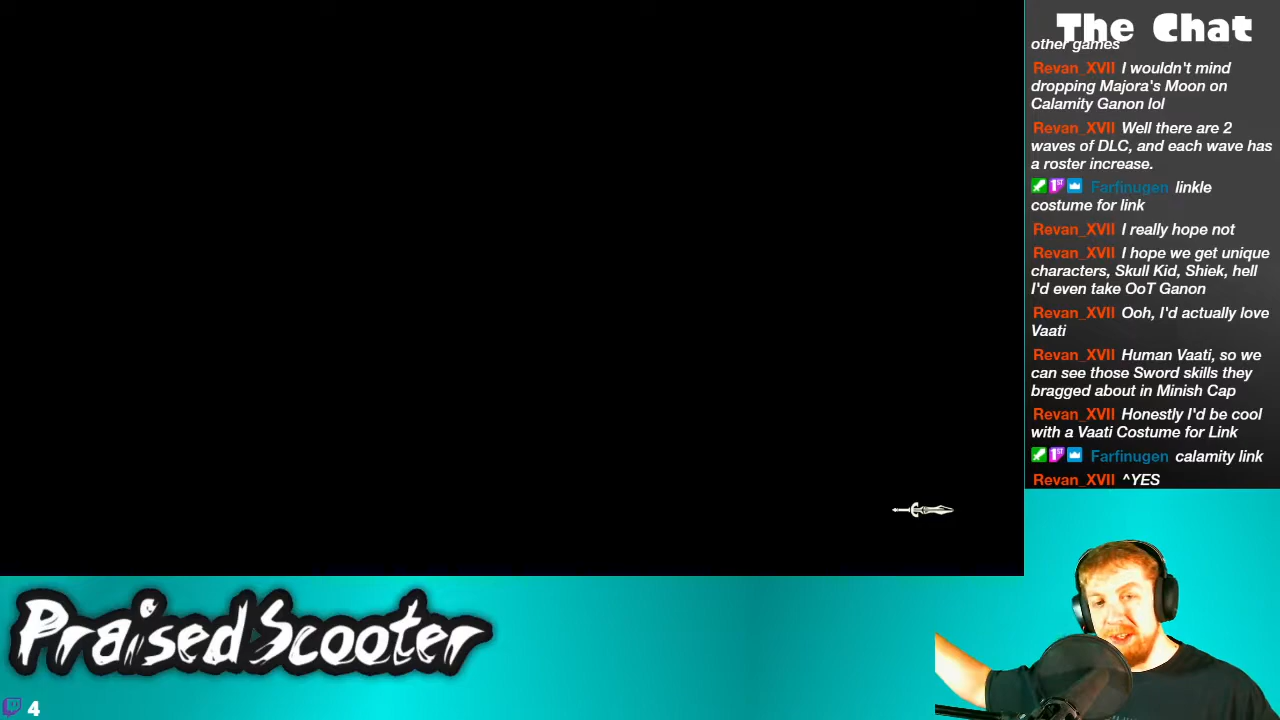 The Chat
other games
Revan_XVII I wouldn't mind
dropping Majora's Moon on
Calamity Ganon lol
Revan_XVII Well there are 2
waves of DLC, and each wave has
a roster increase.
1ST Farfinugen linkle
costume for link
Revan_XVII I really hope not
Revan_XVII I hope we get unique
characters, Skull Kid, Shiek, hell
I'd even take OoT Ganon
Revan_XVII Ooh, I'd actually love
Vaati
Revan_XVII Human Vaati, so we
can see those Sword skills they
bragged about in Minish Cap
Revan_XVII Honestly I'd be cool
with a Vaati Costume for Link
1ST Farfinugen calamity link
Revan_XVII ^YES
Praised Scooter
4